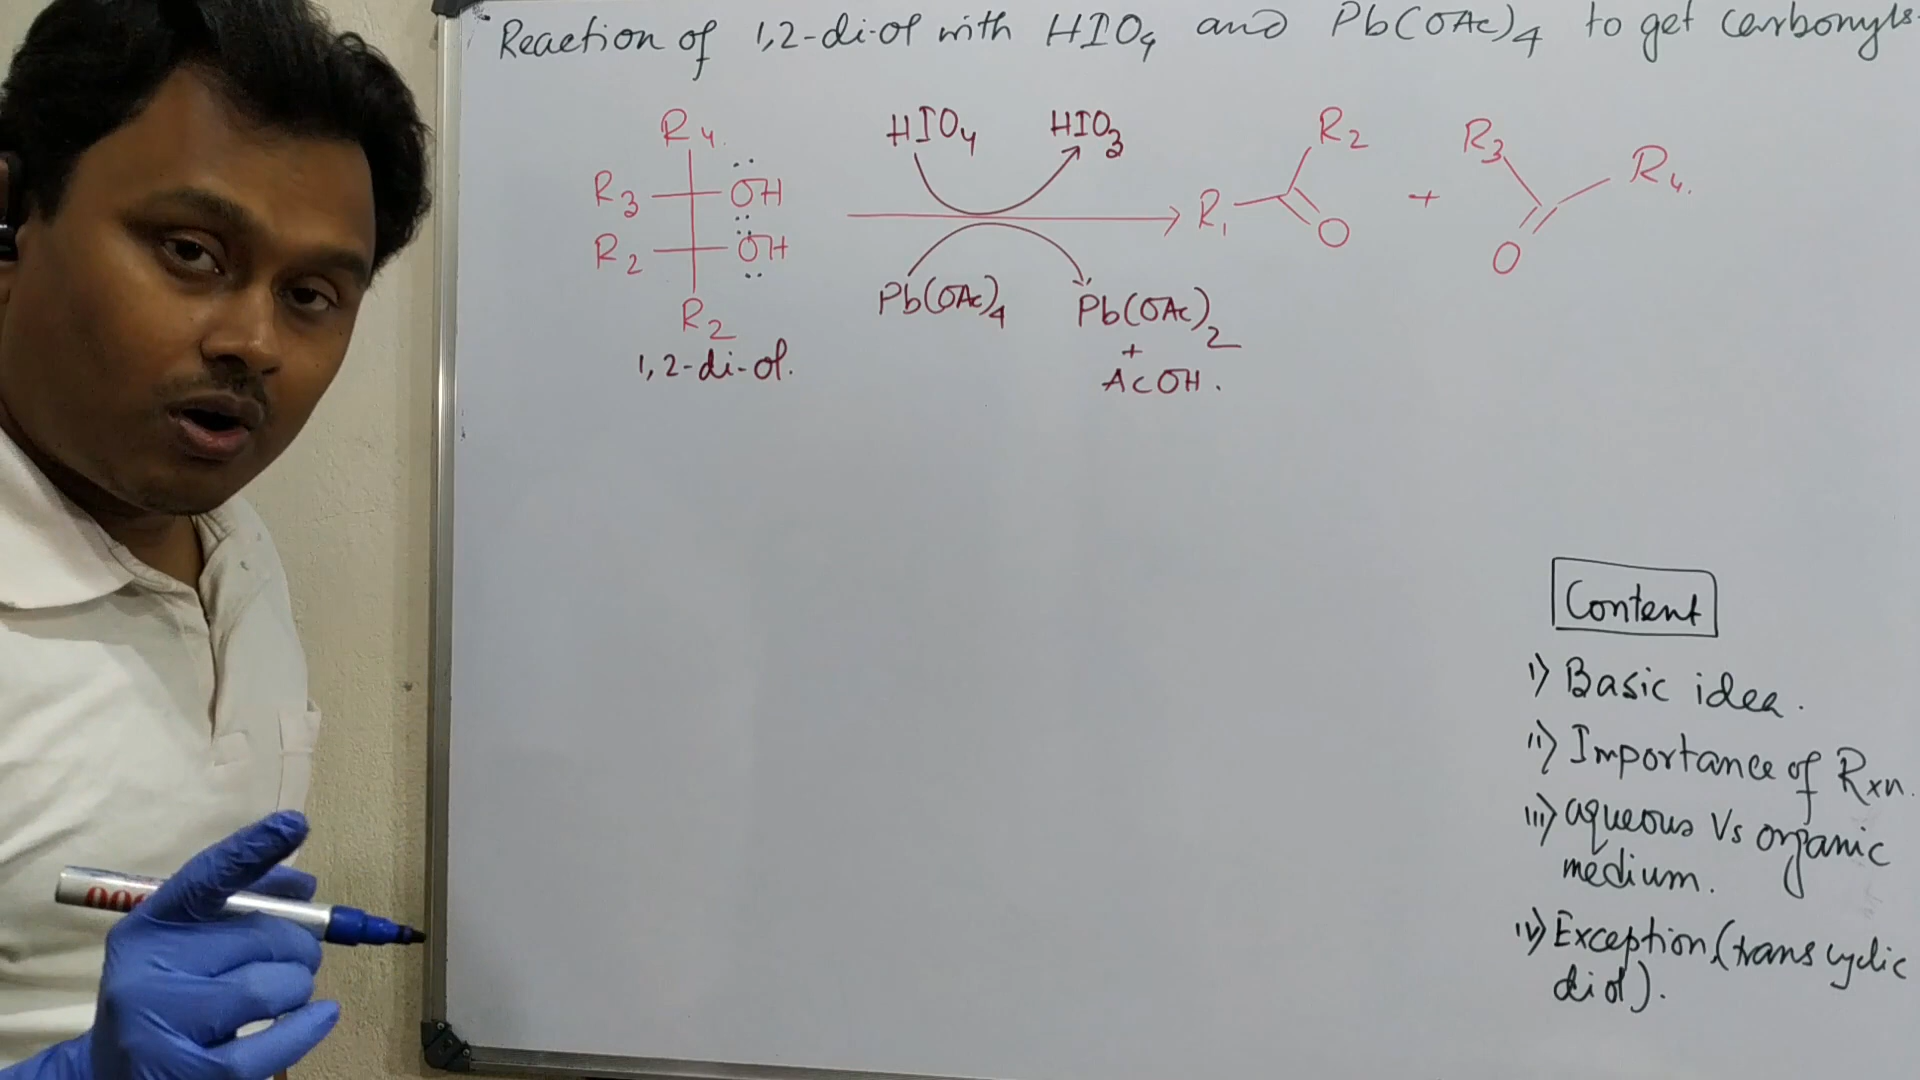 Reaction of 1,2-di-ol with HIO4 and Pb(OAc)4 to get carbonyls.
R4
R3 OH
R2 OH
R2
1,2-di-ol.
HIO4 HIO3
Pb(OAc)4 Pb(OAc)2
+
AcOH.
R2
R1 O
+
R3 R4.
O
Content
i) Basic idea.
ii) Importance of Rxn.
iii) aqueous Vs organic
medium.
iv) Exception (trans cyclic
diol).
000